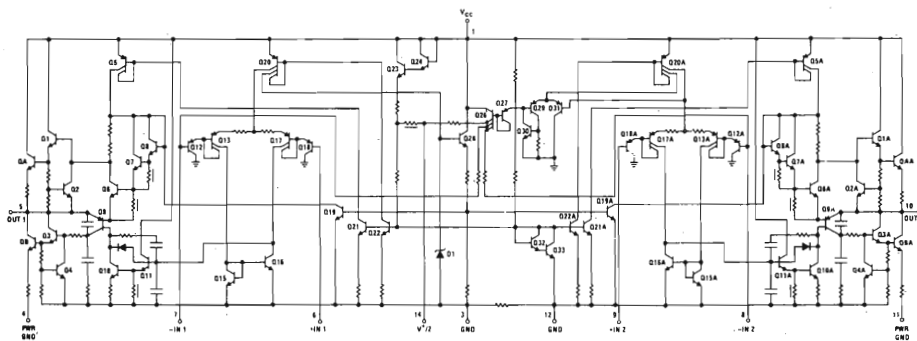 VCC
1
Q5
Q20
Q23
Q24
Q20A
Q5A
Q27
Q29
Q31
Q26
Q1
Q8
Q12
Q13
Q17
Q18
Q28
Q30
Q18A
Q17A
Q13A
Q12A
Q8A
Q1A
QA
Q7
Q7A
QAA
Q2
Q6
Q6A
Q2A
5
OUT 1
Q9
Q19
Q19A
Q9A
10
OUT
Q3
Q21
Q22
Q22A
Q21A
Q3A
QB
Q32
Q33
Q4
Q10
Q11
Q15
Q16
D1
Q16A
Q15A
Q11A
Q10A
Q4A
4
7
6
14
3
12
9
8
11
PWR
GND
-IN 1
+IN 1
V+/2
GND
GND
+IN 2
-IN 2
PWR
GND